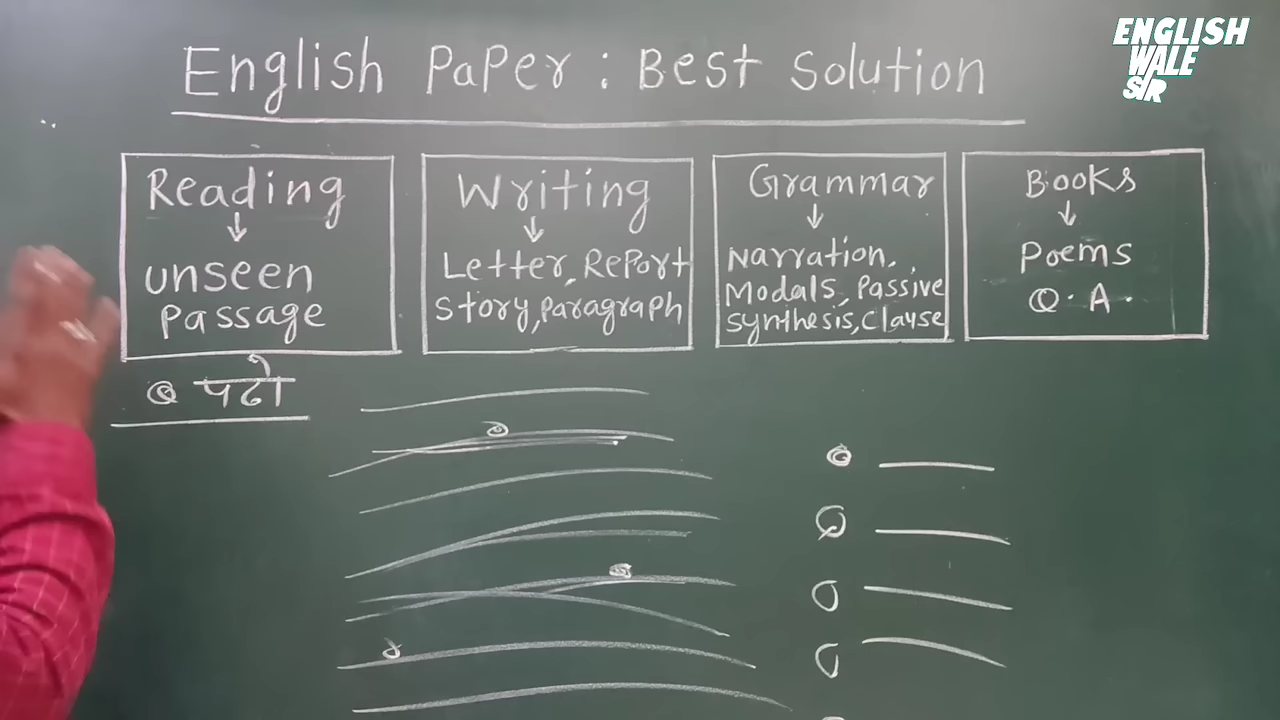 English Paper : Best Solution
ENGLISH
WALE
SIR
Reading
↓
unseen
Passage
Writing
↓
Letter, Report
Story, Paragraph
Grammar
↓
Narration,
Modals, Passive
Synthesis, Clause
Books
↓
Poems
Q. A.
Q पढो
Q
Q